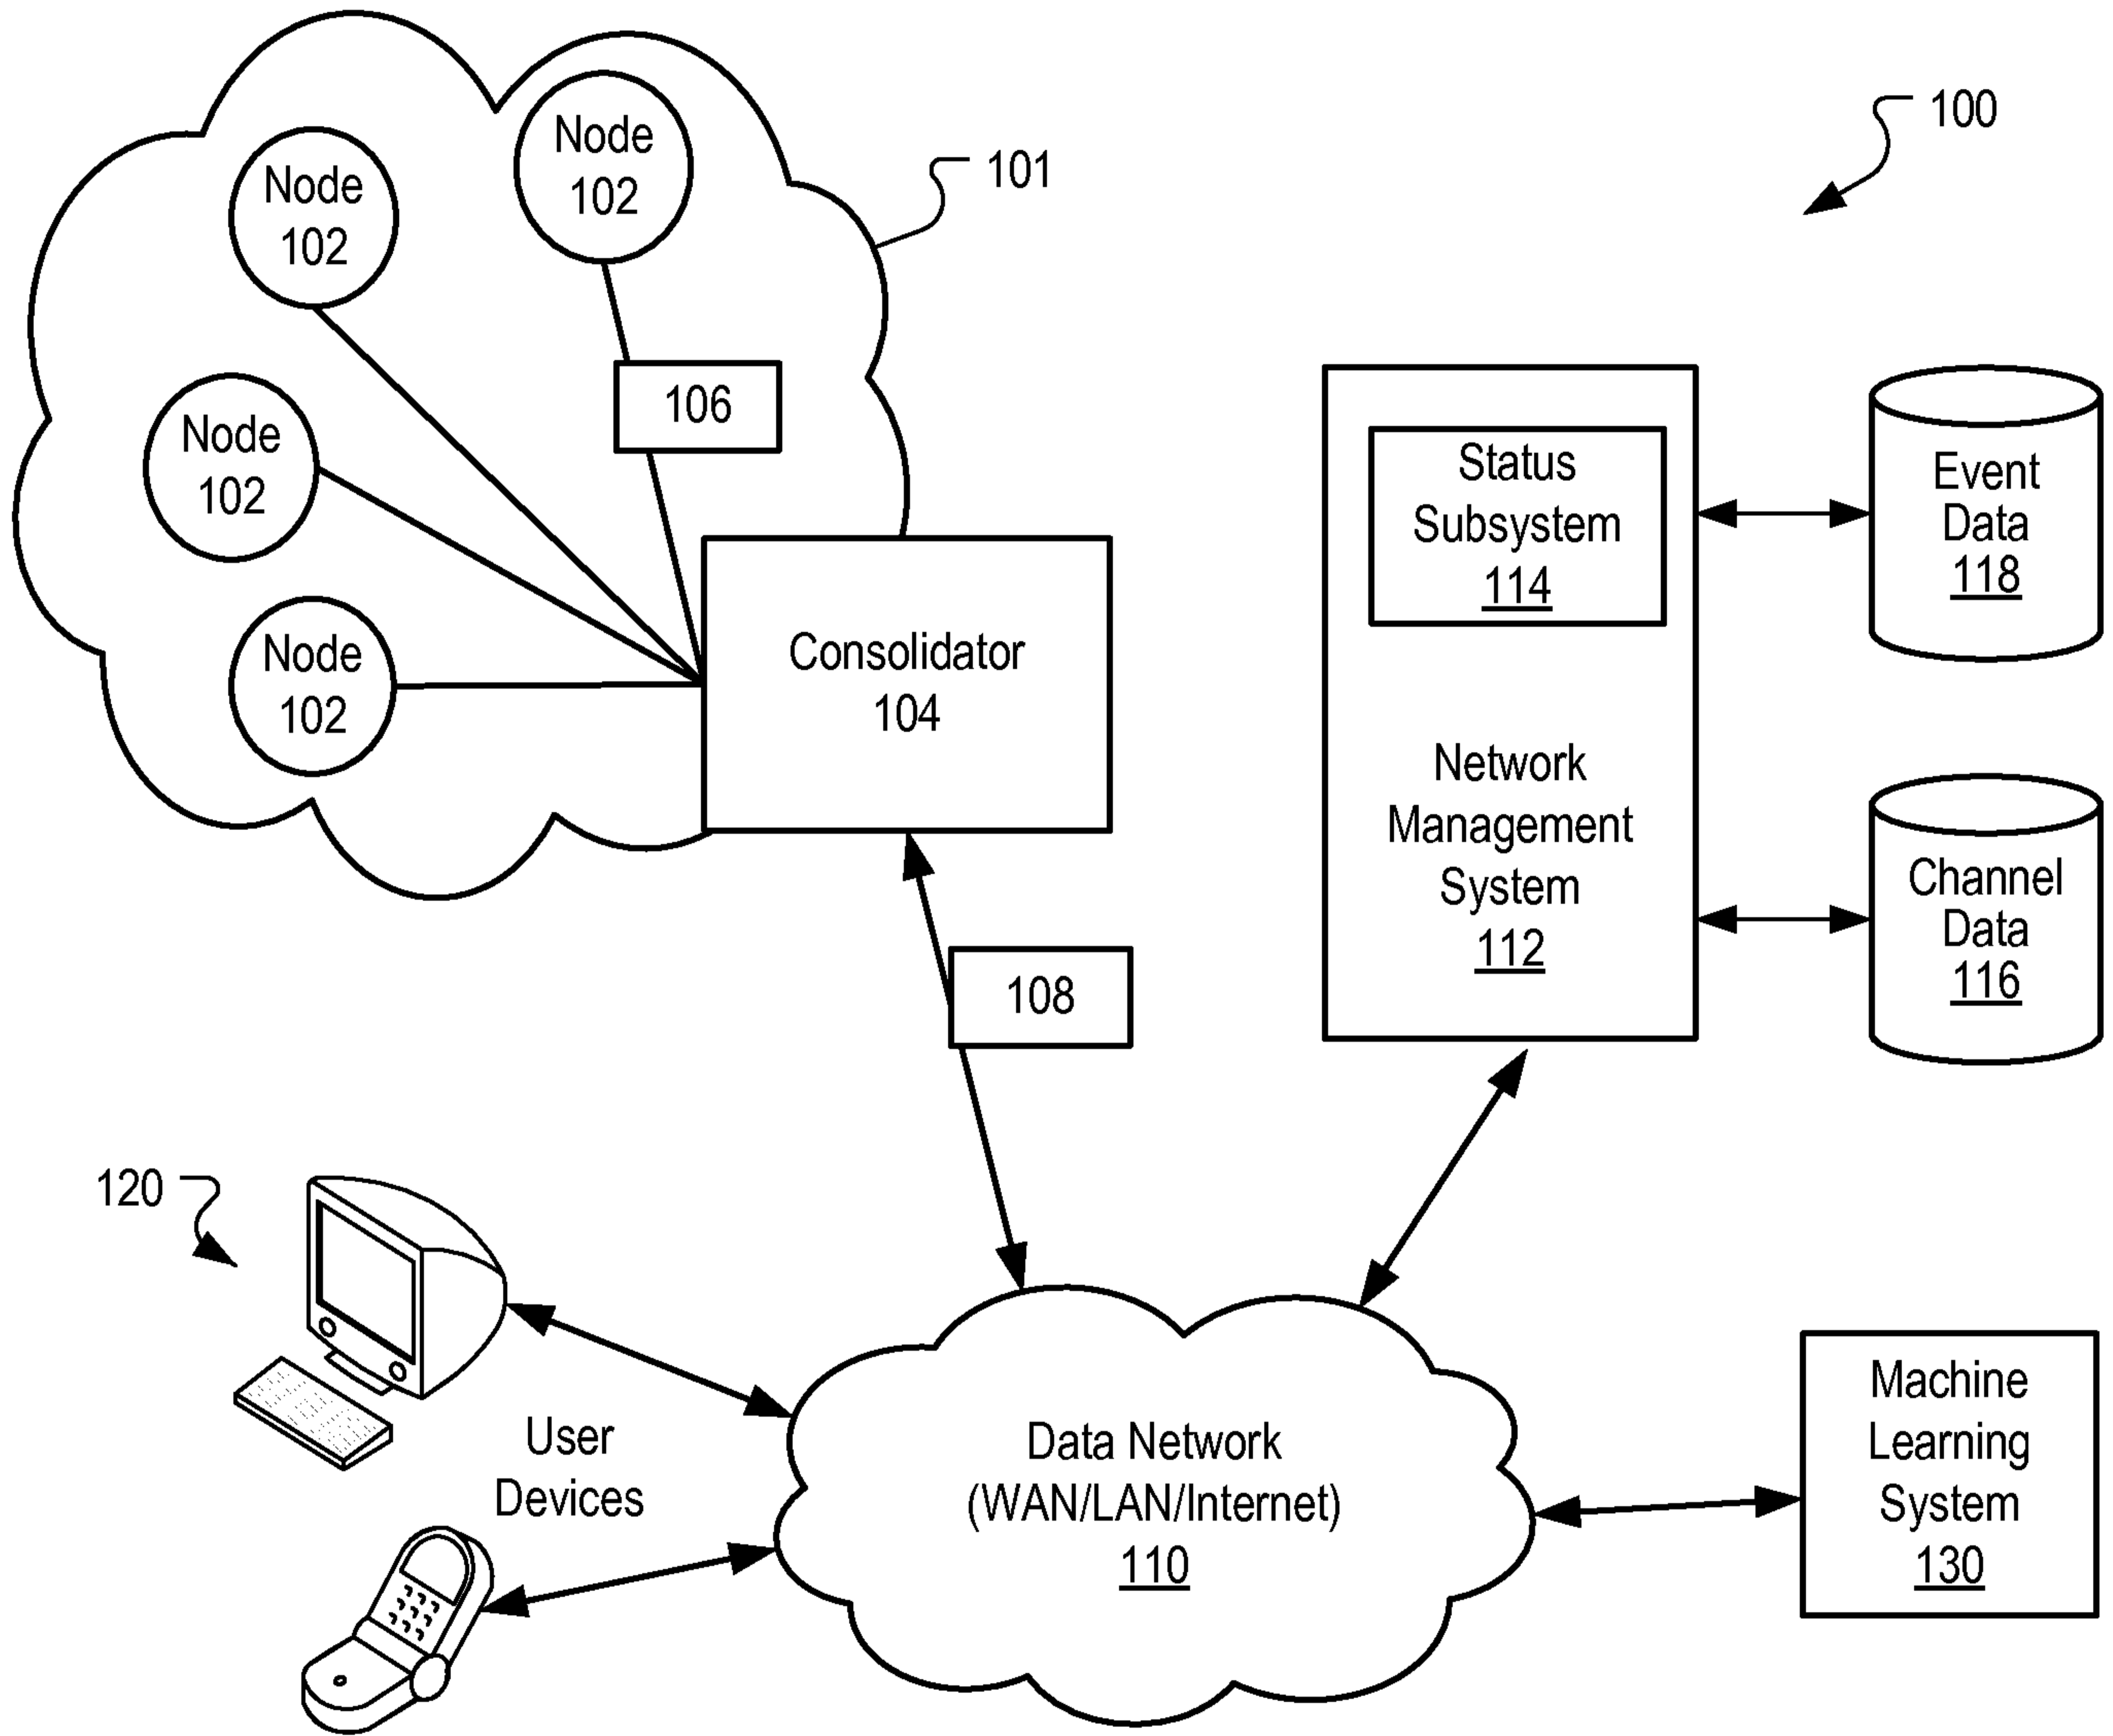 100
101
Node
102
Node
102
Node
102
Node
102
106
Consolidator
104
108
Status
Subsystem
114
Network
Management
System
112
Event
Data
118
Channel
Data
116
120
User
Devices
Data Network
(WAN/LAN/Internet)
110
Machine
Learning
System
130